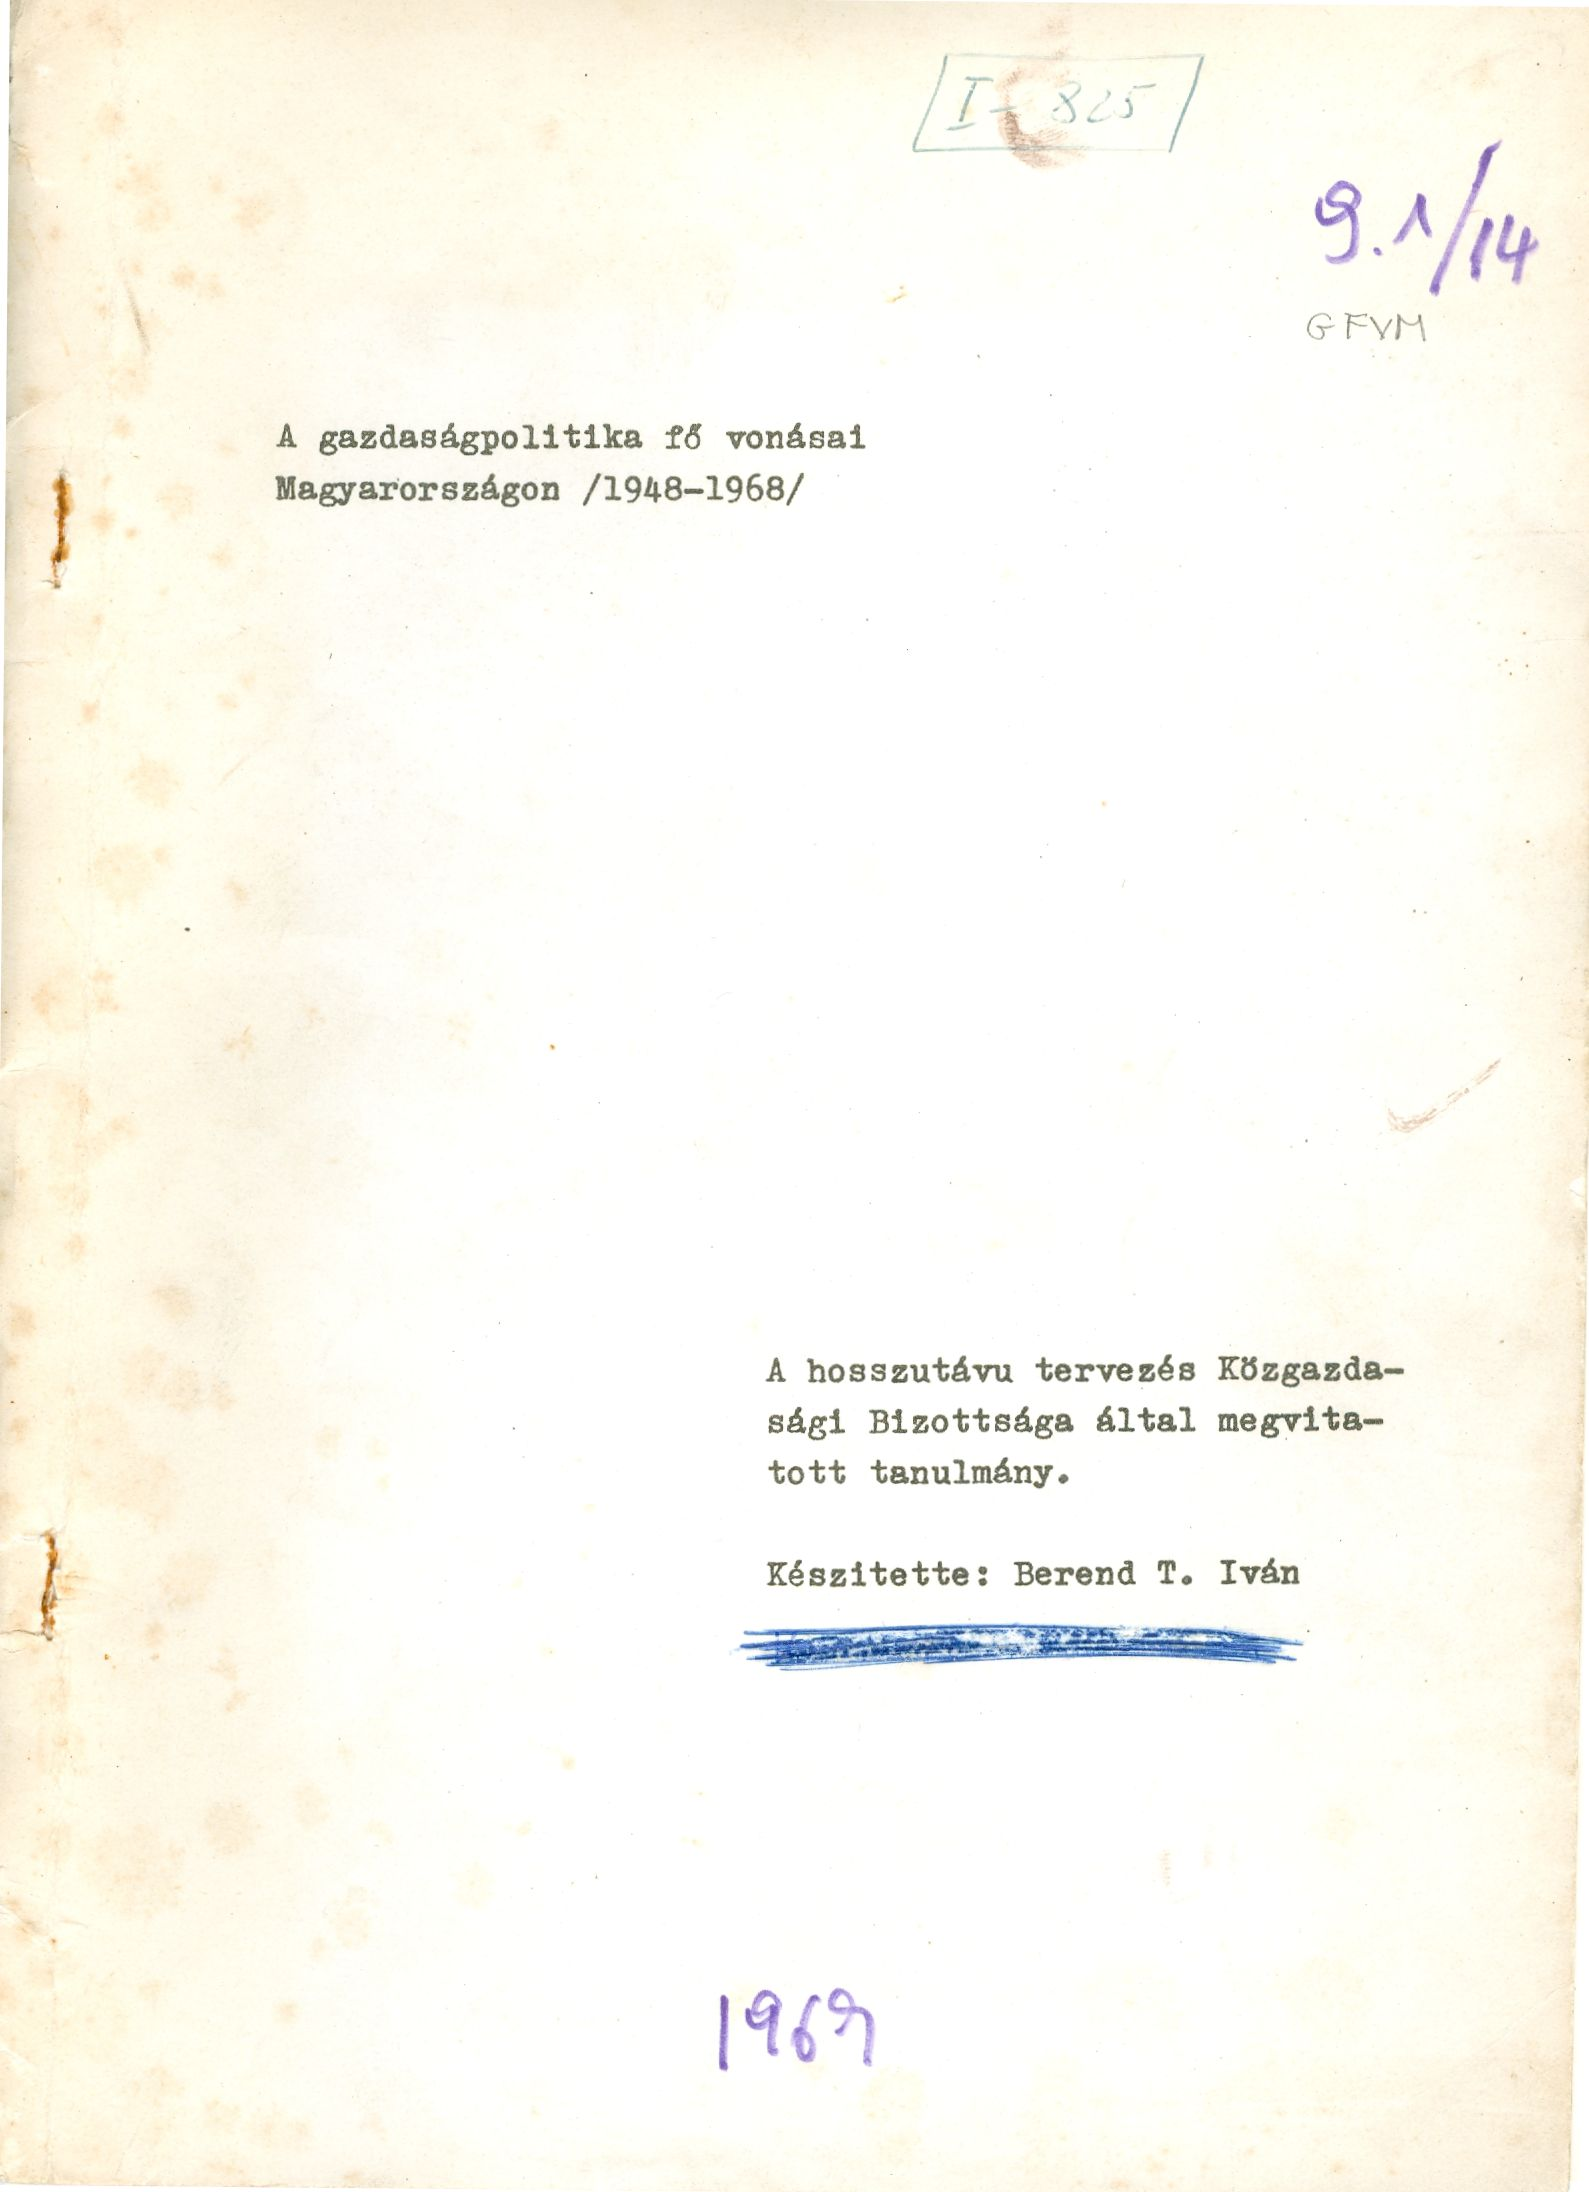 I - 825
9.1/14
GFVM
A gazdaságpolitika fő vonásai
Magyarországon /1948-1968/
A hosszutávu tervezés Közgazda-
sági Bizottsága által megvita-
tott tanulmány.
Készitette: Berend T. Iván
1969